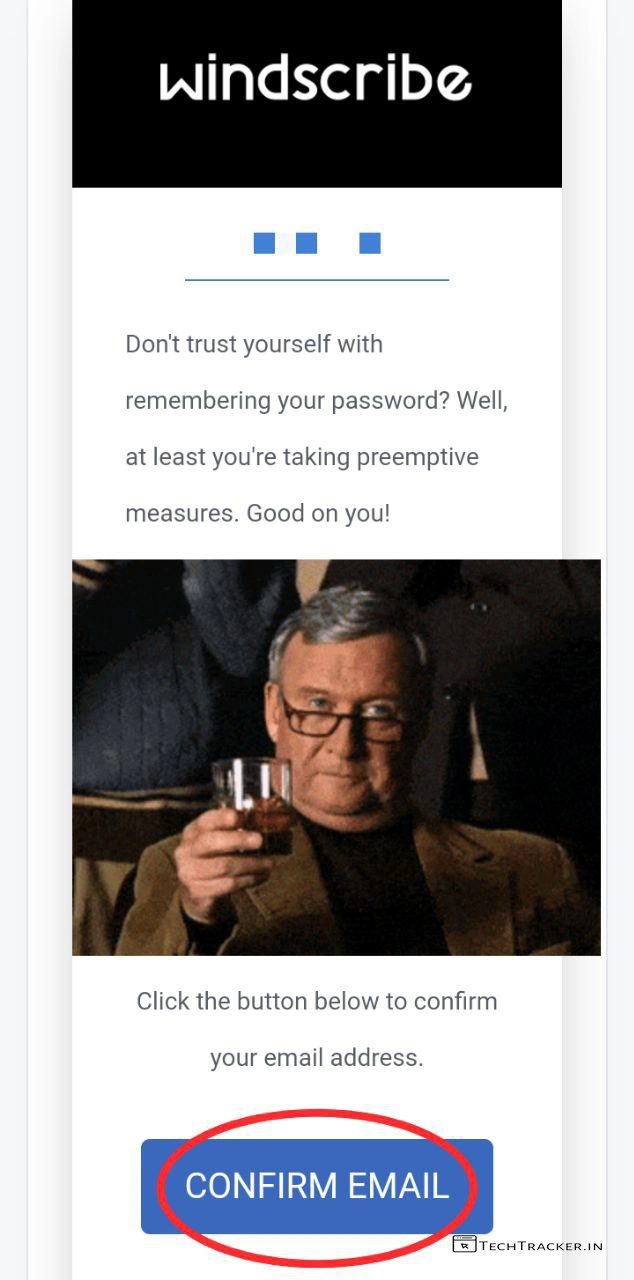 windscribe
Don't trust yourself with
remembering your password? Well,
at least you're taking preemptive
measures. Good on you!
Click the button below to confirm
your email address.
CONFIRM EMAIL
TECHTRACKER.IN